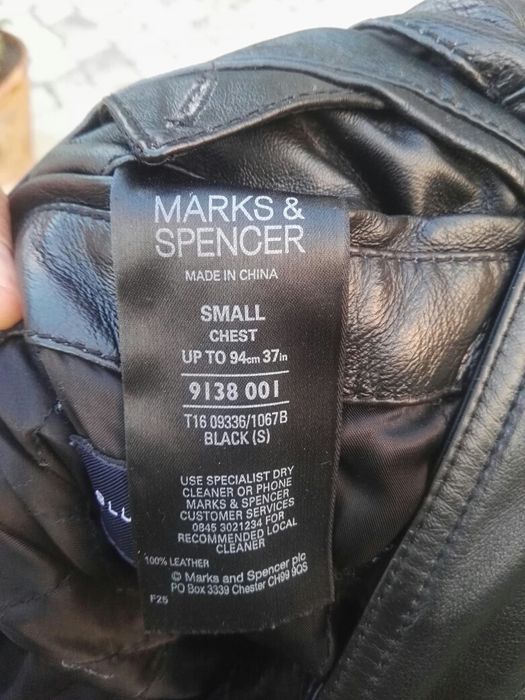 MARKS &
SPENCER
MADE IN CHINA
SMALL
CHEST
UP TO 94cm 37in
9138 001
T16 09336/1067B
BLACK (S)
USE SPECIALIST DRY
CLEANER OR PHONE
MARKS & SPENCER
CUSTOMER SERVICES
0845 3021234 FOR
RECOMMENDED LOCAL
CLEANER
100% LEATHER
© Marks and Spencer plc
PO Box 3339 Chester CH99 9QS
F25
BLU